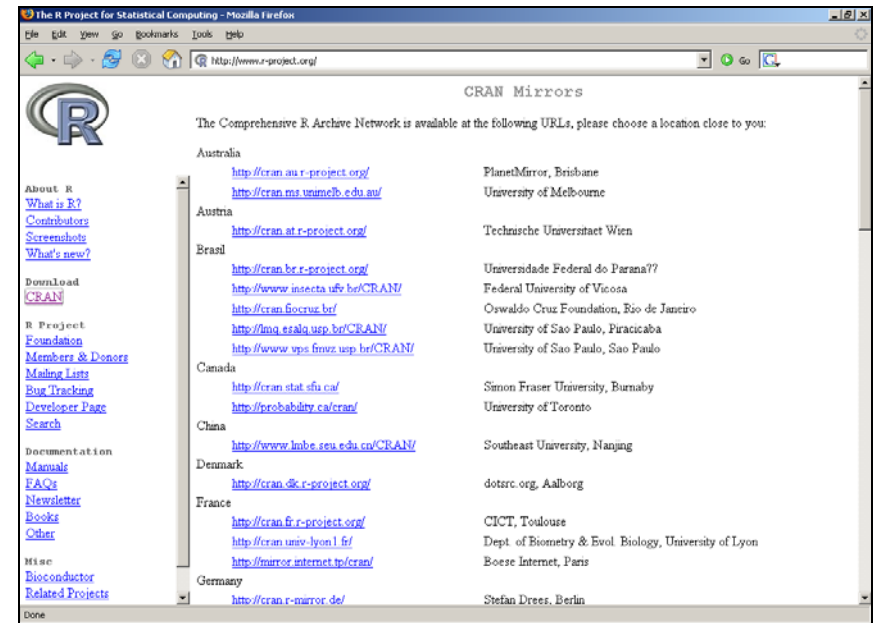 The R Project for Statistical Computing - Mozilla Firefox
File Edit View Go Bookmarks Tools Help
http://www.r-project.org/ Go
R
About R
What is R?
Contributors
Screenshots
What's new?
Download
CRAN
R Project
Foundation
Members & Donors
Mailing Lists
Bug Tracking
Developer Page
Search
Documentation
Manuals
FAQs
Newsletter
Books
Other
Misc
Bioconductor
Related Projects
CRAN Mirrors
The Comprehensive R Archive Network is available at the following URLs, please choose a location close to you:
Australia
http://cran.au.r-project.org/ PlanetMirror, Brisbane
http://cran.ms.unimelb.edu.au/ University of Melbourne
Austria
http://cran.at.r-project.org/ Technische Universitaet Wien
Brasil
http://cran.br.r-project.org/ Universidade Federal do Parana??
http://www.insecta.ufv.br/CRAN/ Federal University of Vicosa
http://cran.fiocruz.br/ Oswaldo Cruz Foundation, Rio de Janeiro
http://lmq.esalq.usp.br/CRAN/ University of Sao Paulo, Piracicaba
http://www.vps.fmvz.usp.br/CRAN/ University of Sao Paulo, Sao Paulo
Canada
http://cran.stat.sfu.ca/ Simon Fraser University, Burnaby
http://probability.ca/cran/ University of Toronto
China
http://www.lmbe.seu.edu.cn/CRAN/ Southeast University, Nanjing
Denmark
http://cran.dk.r-project.org/ dotsrc.org, Aalborg
France
http://cran.fr.r-project.org/ CICT, Toulouse
http://cran.univ-lyon1.fr/ Dept. of Biometry & Evol. Biology, University of Lyon
http://mirror.internet.tp/cran/ Boese Internet, Paris
Germany
http://cran.r-mirror.de/ Stefan Drees, Berlin
Done